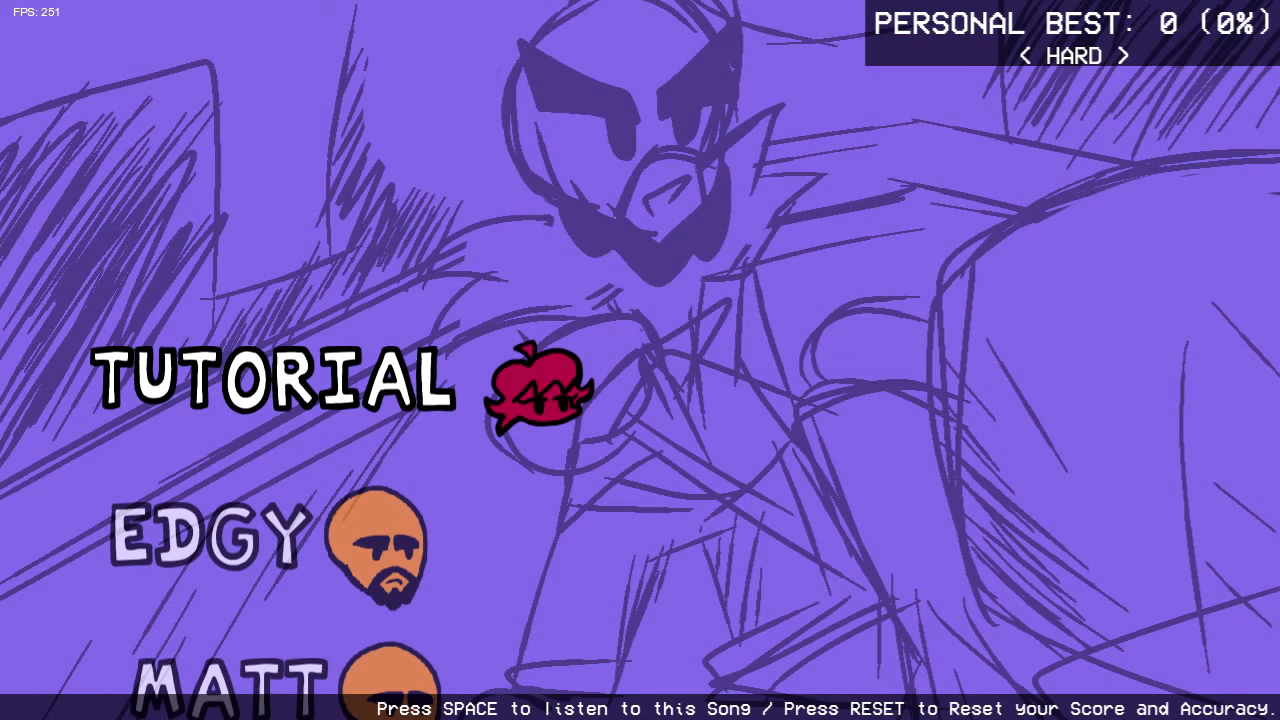 FPS: 251
PERSONAL BEST: 0 (0%)
< HARD >
TUTORIAL
EDGY
MATT
Press SPACE to listen to this Song / Press RESET to Reset your Score and Accuracy.